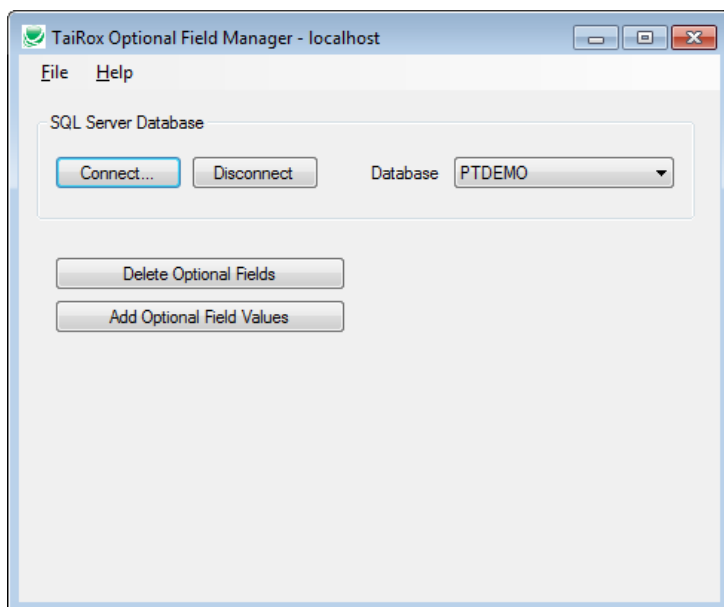 TaiRox Optional Field Manager - localhost
File Help
SQL Server Database
Connect... Disconnect Database PTDEMO
Delete Optional Fields
Add Optional Field Values